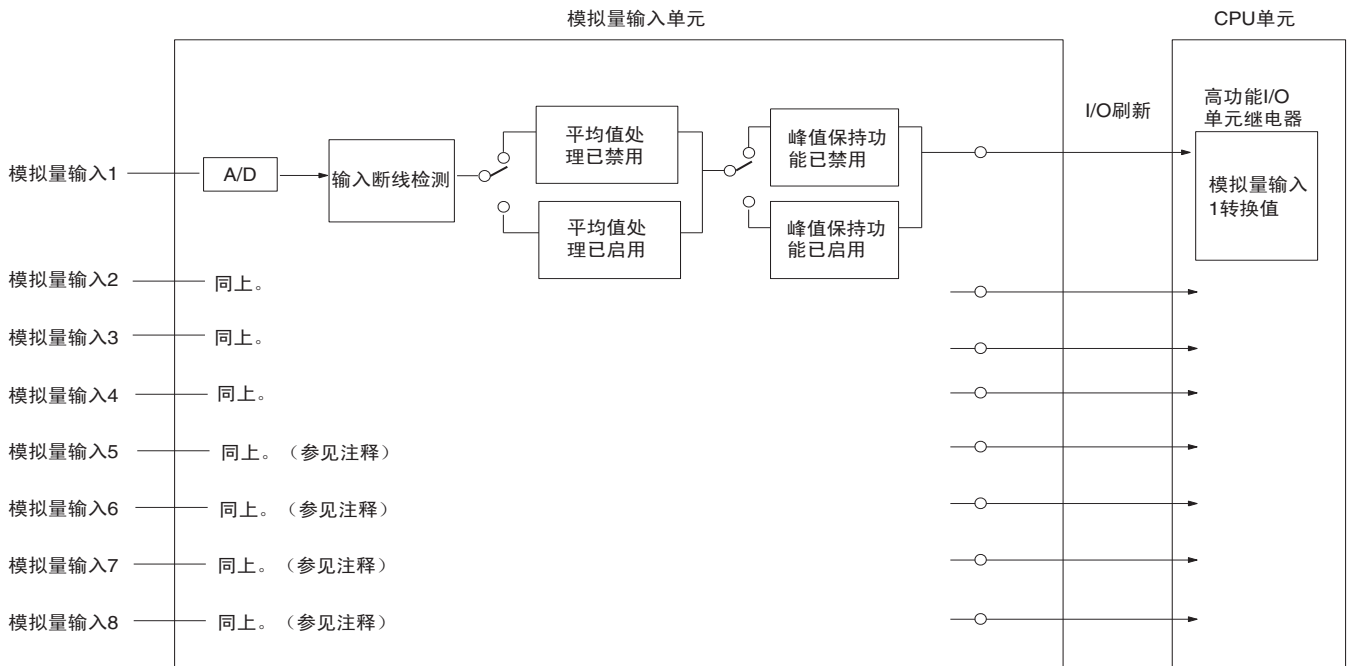 模拟量输入单元
CPU单元
I/O刷新
高功能I/O
单元继电器
模拟量输入1
A/D
输入断线检测
平均值处
理已禁用
平均值处
理已启用
峰值保持功
能已禁用
峰值保持功
能已启用
模拟量输入
1转换值
模拟量输入2
同上。
模拟量输入3
同上。
模拟量输入4
同上。
模拟量输入5
同上。（参见注释）
模拟量输入6
同上。（参见注释）
模拟量输入7
同上。（参见注释）
模拟量输入8
同上。（参见注释）